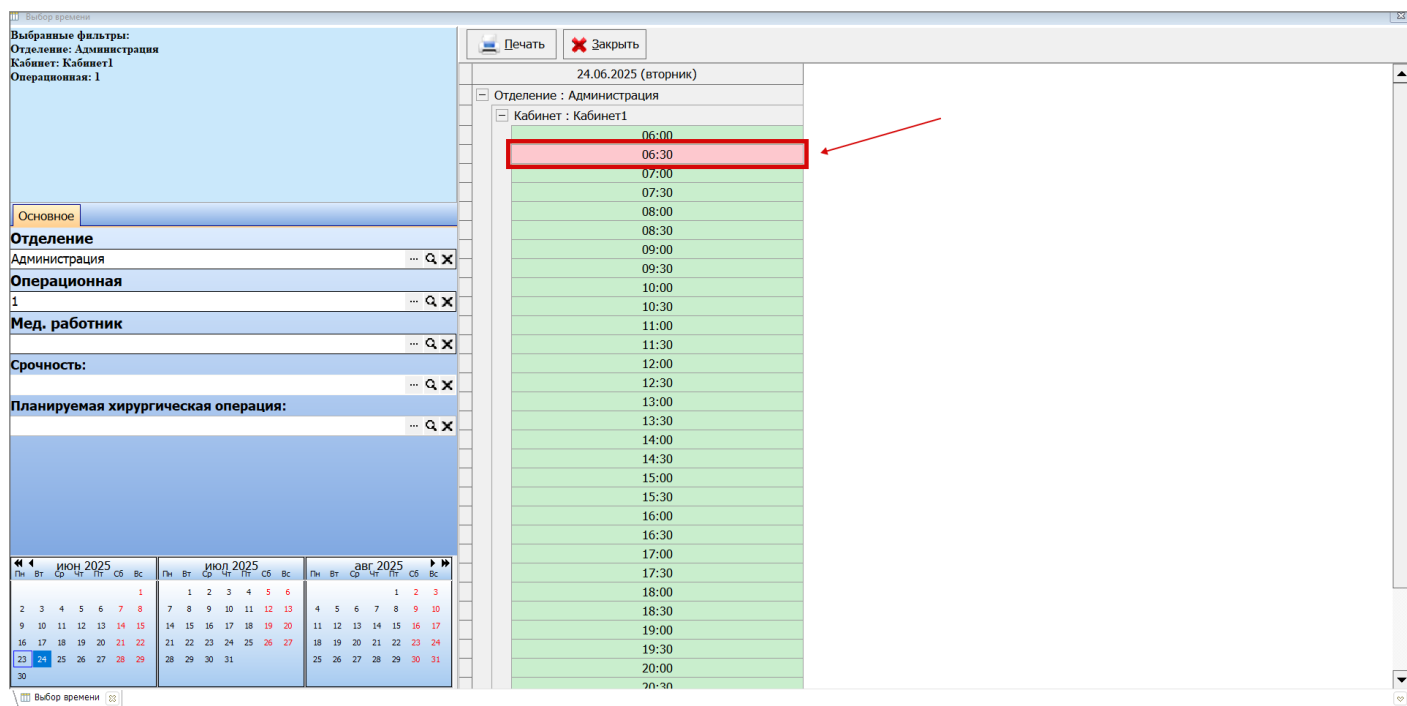 Выбор времени
Выбранные фильтры:
Отделение: Администрация
Кабинет: Кабинет1
Операционная: 1
Основное
Отделение
Администрация
Операционная
1
Мед. работник
Срочность:
Планируемая хирургическая операция:
июн 2025
Пн Вт Ср Чт Пт Сб Вс
1
2 3 4 5 6 7 8
9 10 11 12 13 14 15
16 17 18 19 20 21 22
23 24 25 26 27 28 29
30
июл 2025
Пн Вт Ср Чт Пт Сб Вс
1 2 3 4 5 6
7 8 9 10 11 12 13
14 15 16 17 18 19 20
21 22 23 24 25 26 27
28 29 30 31
авг 2025
Пн Вт Ср Чт Пт Сб Вс
1 2 3
4 5 6 7 8 9 10
11 12 13 14 15 16 17
18 19 20 21 22 23 24
25 26 27 28 29 30 31
Печать Закрыть
24.06.2025 (вторник)
Отделение : Администрация
Кабинет : Кабинет1
06:00
06:30
07:00
07:30
08:00
08:30
09:00
09:30
10:00
10:30
11:00
11:30
12:00
12:30
13:00
13:30
14:00
14:30
15:00
15:30
16:00
16:30
17:00
17:30
18:00
18:30
19:00
19:30
20:00
20:30
Выбор времени